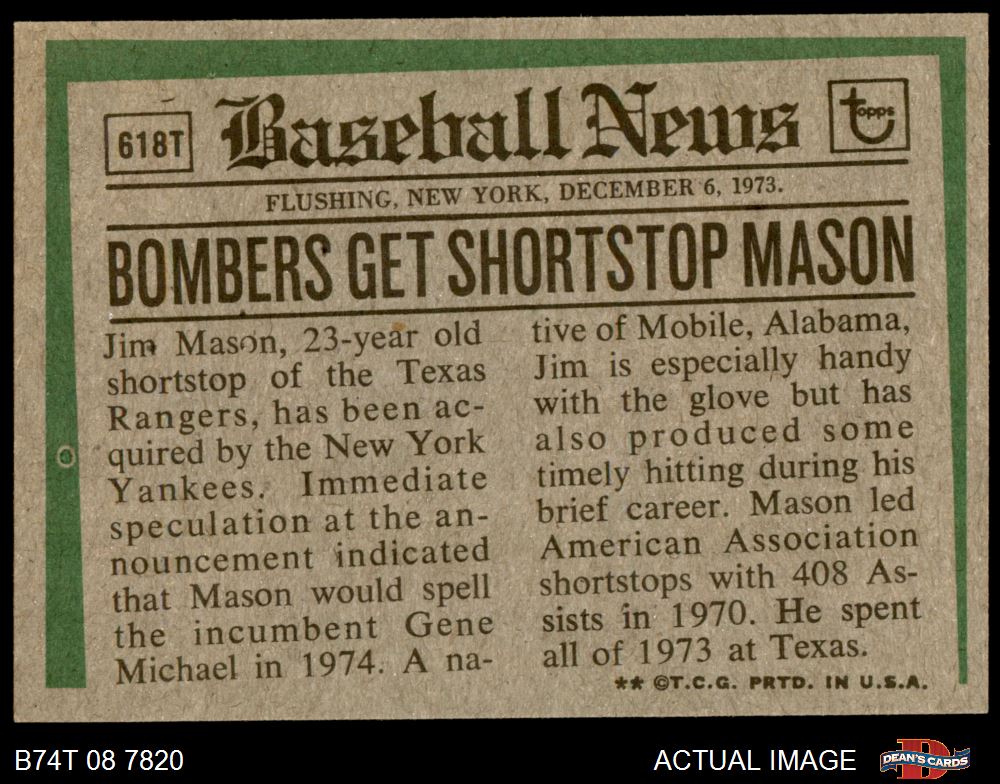 618T
Baseball News
topps
FLUSHING, NEW YORK, DECEMBER 6, 1973.
BOMBERS GET SHORTSTOP MASON
Jim Mason, 23-year old
shortstop of the Texas
Rangers, has been ac-
quired by the New York
Yankees. Immediate
speculation at the an-
nouncement indicated
that Mason would spell
the incumbent Gene
Michael in 1974. A na-
tive of Mobile, Alabama,
Jim is especially handy
with the glove but has
also produced some
timely hitting during his
brief career. Mason led
American Association
shortstops with 408 As-
sists in 1970. He spent
all of 1973 at Texas.
** ©T.C.G. PRTD. IN U.S.A.
B74T 08 7820
ACTUAL IMAGE
D
DEAN'S CARDS